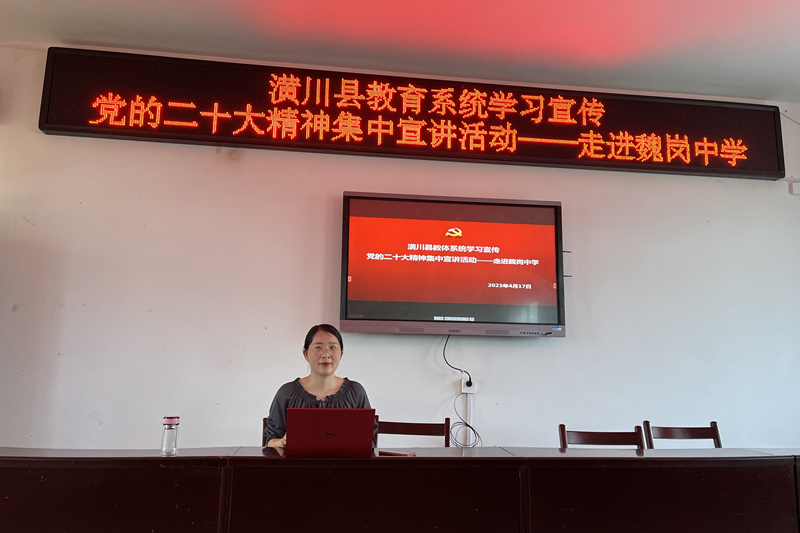 潢川县教育系统学习宣传
党的二十大精神集中宣讲活动——走进魏岗中学
潢川县教体系统学习宣传
党的二十大精神集中宣讲活动——走进魏岗中学
2023年4月17日